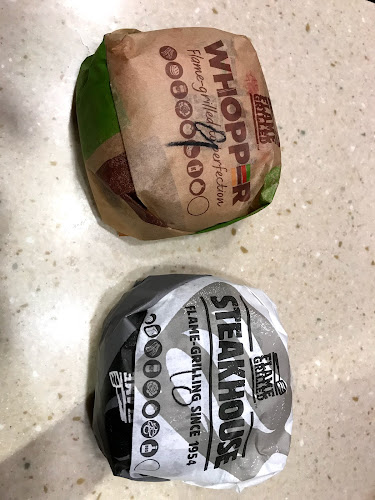 FLAME
GRILLED
WHOPPER
Flame-grilled to perfection
FLAME
GRILLED
STEAKHOUSE
FLAME-GRILLING SINCE 1954